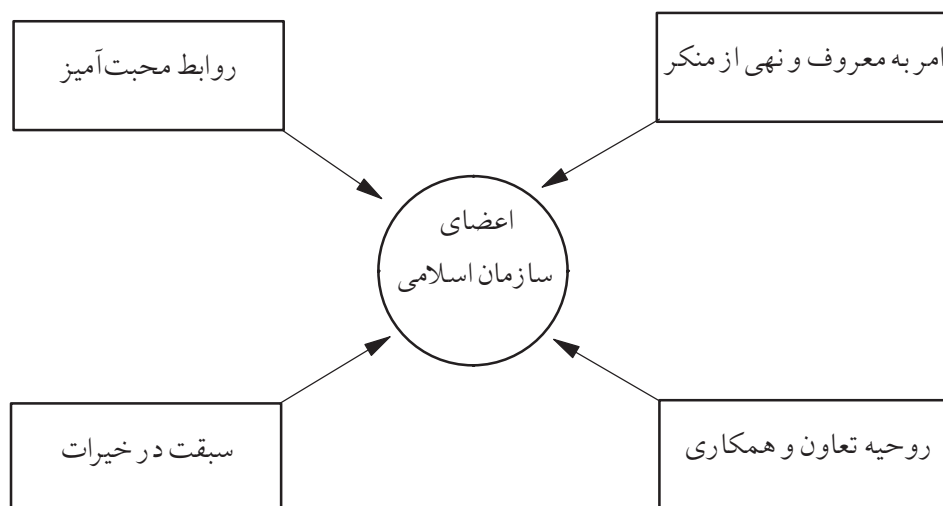 امر به معروف و نهی از منکر
روابط محبت‌آمیز
اعضای
سازمان اسلامی
روحیه تعاون و همکاری
سبقت در خیرات